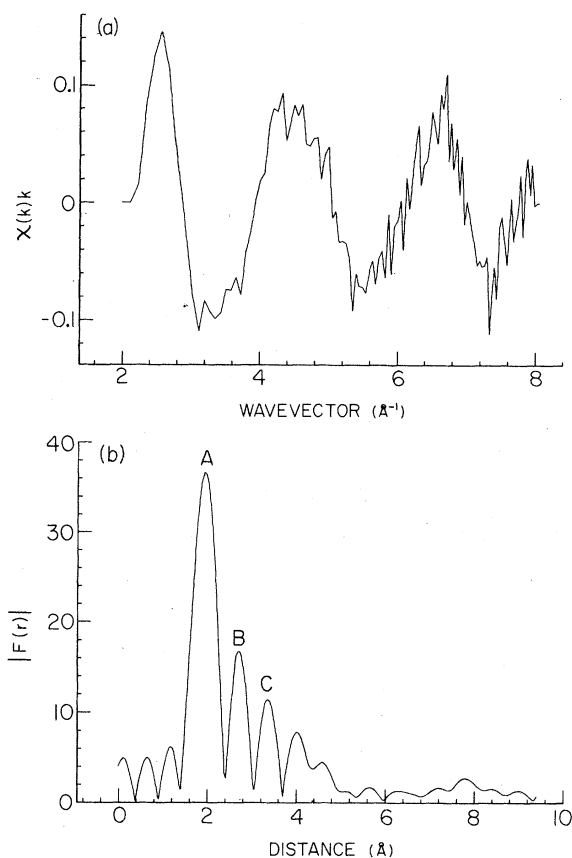 (a)
0.1
0
-0.1
χ(k)k
2 4 6 8
WAVEVECTOR (Å⁻¹)
(b)
40
30
20
10
0
|F(r)|
A
B
C
0 2 4 6 8 10
DISTANCE (Å)